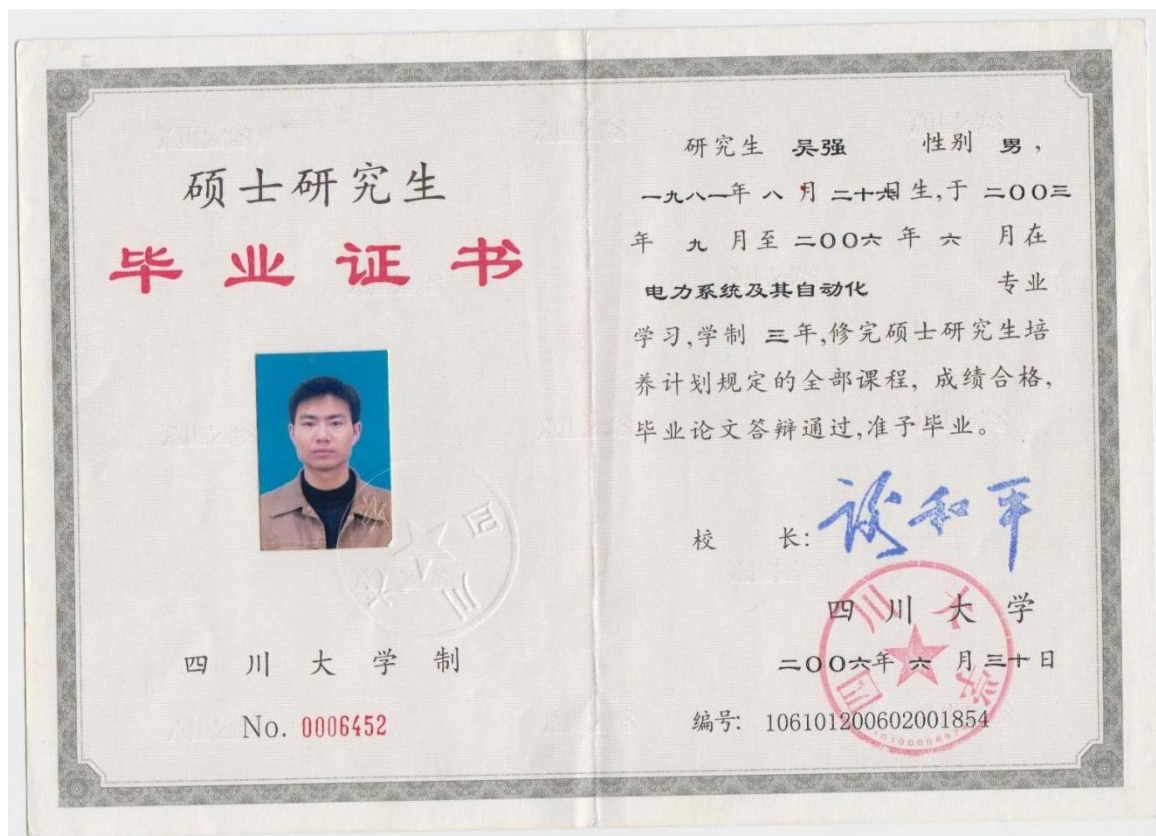 硕士研究生
毕业证书
四川大学制
No. 0006452
研究生 吴强 性别 男,
一九八一年 八 月 二十六日生,于 二〇〇三
年 九 月至 二〇〇六 年 六 月在
电力系统及其自动化 专业
学习,学制 三年,修完硕士研究生培
养计划规定的全部课程, 成绩合格,
毕业论文答辩通过,准予毕业。
校 长: 谈和平
四川大学
二〇〇六年 六 月 三十日
编号: 106101200602001854
四川大学